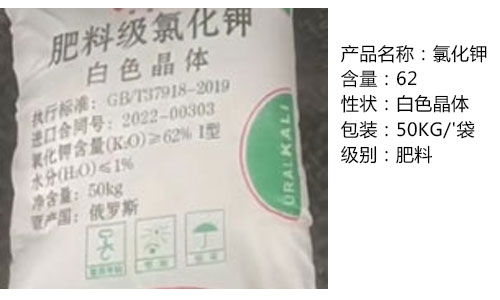 肥料级氯化钾
白色晶体
执行标准：GB/T37918-2019
进口合同号：2022-00303
氯化钾含量(K₂O)≥62% I型
水分(H₂O)≤1%
净含量：50kg
原产国：俄罗斯
URALKALI
产品名称：氯化钾
含量：62
性状：白色晶体
包装：50KG/'袋
级别：肥料